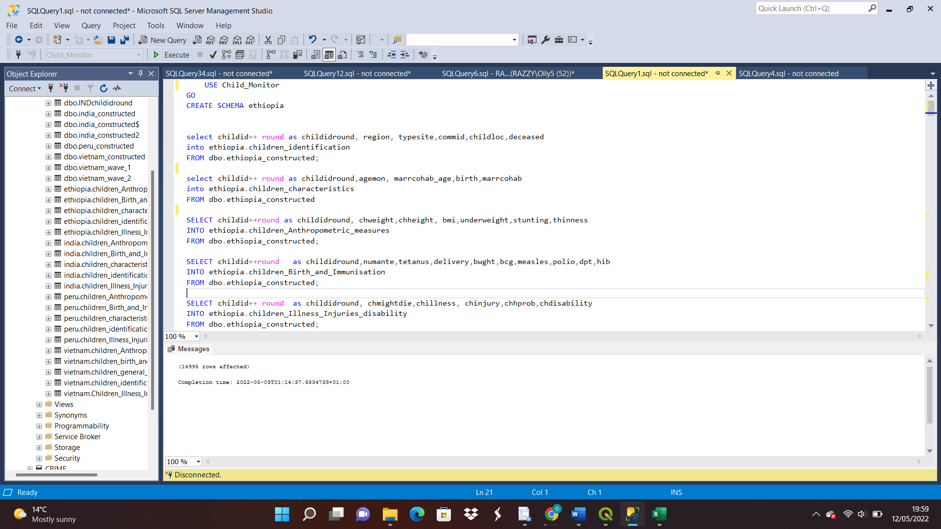 SQLQuery1.sql - not connected* - Microsoft SQL Server Management Studio
Quick Launch (Ctrl+Q)
File Edit View Query Project Tools Window Help
New Query
Child_Monitor
Execute
Object Explorer
SQLQuery34.sql - not connected*
SQLQuery12.sql - not connected*
SQLQuery6.sql - RA...(RAZZY\Olly5 (52))*
SQLQuery1.sql - not connected*
SQLQuery4.sql - not connected
Connect
dbo.INDchildidround
dbo.india_constructed
dbo.india_constructed$
dbo.india_constructed2
dbo.peru_constructed
dbo.vietnam_constructed
dbo.vietnam_wave_1
dbo.vietnam_wave_2
ethiopia.children_Anthrop
ethiopia.children_Birth_an
ethiopia.children_characte
ethiopia.children_identific
ethiopia.children_Illness_Ir
india.children_Anthropom
india.children_Birth_and_I
india.children_characterist
india.children_identificatio
india.children_Illness_Injur
peru.children_Anthropome
peru.children_Birth_and_In
peru.children_characteristi
peru.children_identificatio
peru.children_Illness_Injuri
vietnam.children_Anthrop
vietnam.children_birth_an
vietnam.children_general_
vietnam.children_identific
vietnam.Children_Illness_Ir
Views
Synonyms
Programmability
Service Broker
Storage
Security
CRIME
USE Child_Monitor
GO
CREATE SCHEMA ethiopia
select childid++ round as childidround, region, typesite,commid,childloc,deceased
into ethiopia.children_identification
FROM dbo.ethiopia_constructed;
select childid++ round as childidround,agemon, marrcohab_age,birth,marrcohab
into ethiopia.children_characteristics
FROM dbo.ethiopia_constructed
SELECT childid++round as childidround, chweight,chheight, bmi,underweight,stunting,thinness
INTO ethiopia.children_Anthropometric_measures
FROM dbo.ethiopia_constructed;
SELECT childid++round as childidround,numante,tetanus,delivery,bwght,bcg,measles,polio,dpt,hib
INTO ethiopia.children_Birth_and_Immunisation
FROM dbo.ethiopia_constructed;
SELECT childid++ round as childidround, chmightdie,chillness, chinjury,chhprob,chdisability
INTO ethiopia.children_Illness_Injuries_disability
FROM dbo.ethiopia_constructed;
100 %
Messages
(14995 rows affected)
Completion time: 2022-05-09T01:14:37.6834739+01:00
100 %
Disconnected.
Ready
Ln 21
Col 1
Ch 1
INS
14°C
Mostly sunny
19:59
12/05/2022